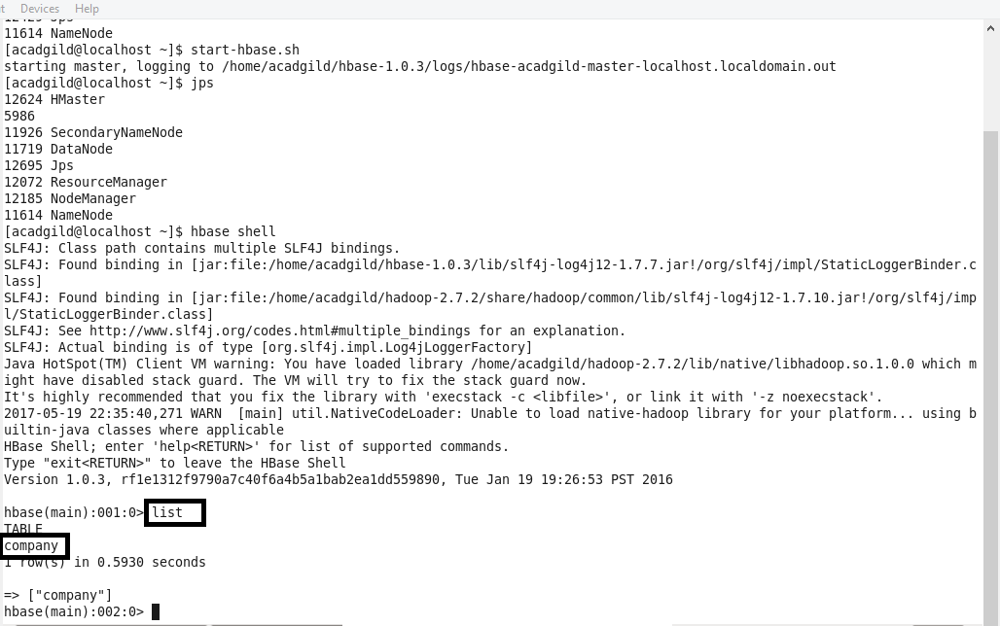 Devices Help
11614 NameNode
[acadgild@localhost ~]$ start-hbase.sh
starting master, logging to /home/acadgild/hbase-1.0.3/logs/hbase-acadgild-master-localhost.localdomain.out
[acadgild@localhost ~]$ jps
12624 HMaster
5986
11926 SecondaryNameNode
11719 DataNode
12695 Jps
12072 ResourceManager
12185 NodeManager
11614 NameNode
[acadgild@localhost ~]$ hbase shell
SLF4J: Class path contains multiple SLF4J bindings.
SLF4J: Found binding in [jar:file:/home/acadgild/hbase-1.0.3/lib/slf4j-log4j12-1.7.7.jar!/org/slf4j/impl/StaticLoggerBinder.c
lass]
SLF4J: Found binding in [jar:file:/home/acadgild/hadoop-2.7.2/share/hadoop/common/lib/slf4j-log4j12-1.7.10.jar!/org/slf4j/imp
l/StaticLoggerBinder.class]
SLF4J: See http://www.slf4j.org/codes.html#multiple_bindings for an explanation.
SLF4J: Actual binding is of type [org.slf4j.impl.Log4jLoggerFactory]
Java HotSpot(TM) Client VM warning: You have loaded library /home/acadgild/hadoop-2.7.2/lib/native/libhadoop.so.1.0.0 which m
ight have disabled stack guard. The VM will try to fix the stack guard now.
It's highly recommended that you fix the library with 'execstack -c <libfile>', or link it with '-z noexecstack'.
2017-05-19 22:35:40,271 WARN  [main] util.NativeCodeLoader: Unable to load native-hadoop library for your platform... using b
uiltin-java classes where applicable
HBase Shell; enter 'help<RETURN>' for list of supported commands.
Type "exit<RETURN>" to leave the HBase Shell
Version 1.0.3, rf1e1312f9790a7c40f6a4b5a1bab2ea1dd559890, Tue Jan 19 19:26:53 PST 2016
hbase(main):001:0> list
TABLE
company
1 row(s) in 0.5930 seconds
=> ["company"]
hbase(main):002:0>